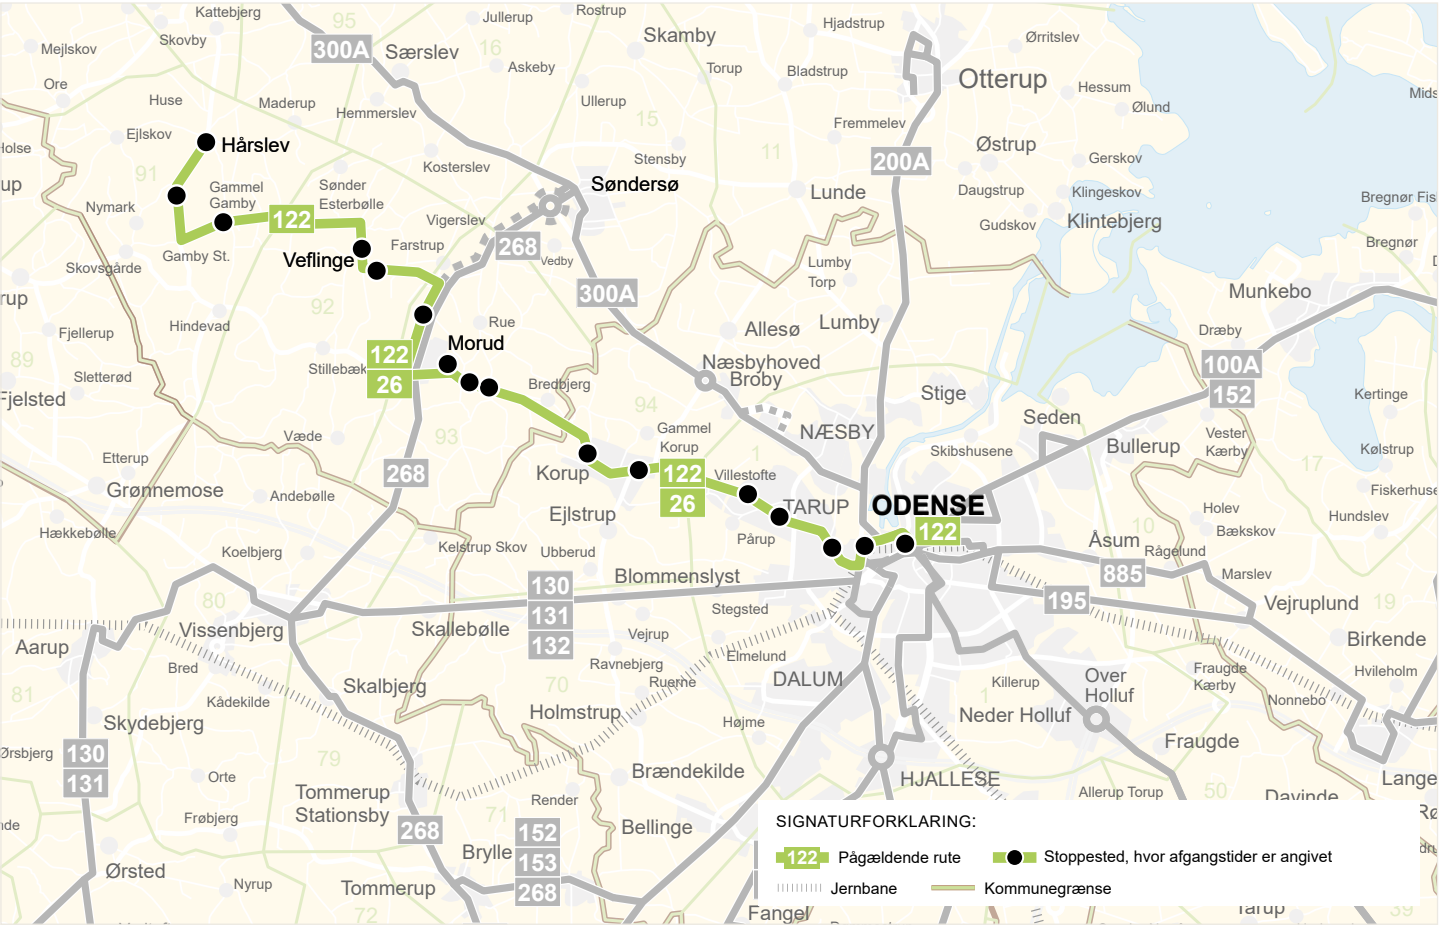 Kattebjerg
95
Jullerup
Rostrup
Hjadstrup
Skovby
300A
Særslev
16
Skamby
Ørritslev
Mejlskov
Askeby
Torup
Bladstrup
Otterup
Ore
Huse
Maderup
Hemmerslev
Ullerup
Hessum
Ølund
Mids
Ejlskov
15
Fremmelev
Østrup
Hårslev
Kosterslev
Stensby
11
200A
Gerskov
91
Gammel
Gamby
Sønder
Esterbølle
Søndersø
Lunde
Daugstrup
Klingeskov
Bregnør Fis
Nymark
122
Vigerslev
Gudskov
Klintebjerg
Gamby St.
Farstrup
268
Vedby
Bregnør
Skovsgårde
Veflinge
Lumby
Torp
rup
92
300A
Munkebo
Fjellerup
Hindevad
Rue
Allesø
Lumby
Dræby
89
Stillebæk
122
26
Morud
Næsbyhoved
Broby
100A
152
Sletterød
Bredbjerg
Stige
Kertinge
Fjelsted
94
Seden
Væde
93
Gammel
Korup
NÆSBY
Bullerup
Vester
Kærby
Etterup
268
Korup
122
26
Villestofte
1
Skibshusene
17
Kølstrup
Grønnemose
Andebølle
Ejlstrup
TARUP
ODENSE
Fiskerhuse
Holev
Hundslev
Hækkebølle
Koelbjerg
Kelstrup Skov
Ubberud
Pårup
122
10
Bækskov
Åsum
Rågelund
Blommenslyst
885
Marslev
80
130
131
132
Stegsted
195
Vejruplund
19
Vissenbjerg
Skallebølle
Vejrup
Birkende
Aarup
Bred
Ravnebjerg
Elmelund
Hvileholm
81
Kådekilde
Skalbjerg
70
Ruerne
DALUM
Killerup
Over
Holluf
Fraugde
Kærby
Nonnebo
Skydebjerg
Holmstrup
Højme
1
Neder Holluf
Ørsbjerg
130
131
79
Fraugde
Orte
Brændekilde
HJALLESE
Lange
Tommerup
Stationsby
Render
Allerup Torup
50
Davinde
Frøbjerg
71
268
152
153
268
Bellinge
Ørsted
Brylle
Nyrup
Tommerup
72
Fangel
39
SIGNATURFORKLARING:
122 Pågældende rute
Stoppested, hvor afgangstider er angivet
Jernbane
Kommunegrænse